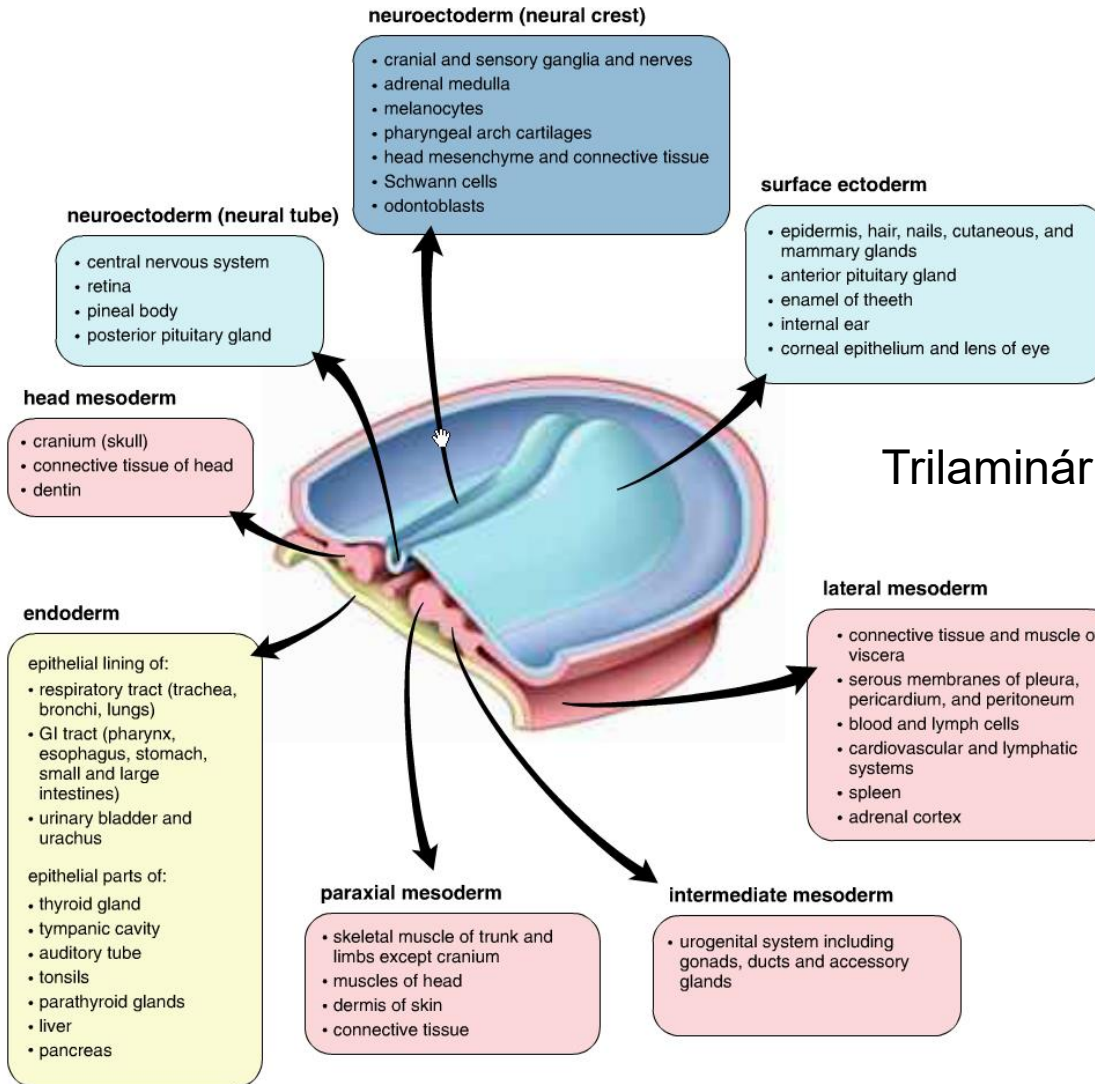 neuroectoderm (neural crest)
• cranial and sensory ganglia and nerves
• adrenal medulla
• melanocytes
• pharyngeal arch cartilages
• head mesenchyme and connective tissue
• Schwann cells
• odontoblasts
surface ectoderm
• epidermis, hair, nails, cutaneous, and
mammary glands
• anterior pituitary gland
• enamel of theeth
• internal ear
• corneal epithelium and lens of eye
neuroectoderm (neural tube)
• central nervous system
• retina
• pineal body
• posterior pituitary gland
head mesoderm
• cranium (skull)
• connective tissue of head
• dentin
Trilaminár
endoderm
epithelial lining of:
• respiratory tract (trachea,
bronchi, lungs)
• GI tract (pharynx,
esophagus, stomach,
small and large
intestines)
• urinary bladder and
urachus
epithelial parts of:
• thyroid gland
• tympanic cavity
• auditory tube
• tonsils
• parathyroid glands
• liver
• pancreas
lateral mesoderm
• connective tissue and muscle o
viscera
• serous membranes of pleura,
pericardium, and peritoneum
• blood and lymph cells
• cardiovascular and lymphatic
systems
• spleen
• adrenal cortex
paraxial mesoderm
• skeletal muscle of trunk and
limbs except cranium
• muscles of head
• dermis of skin
• connective tissue
intermediate mesoderm
• urogenital system including
gonads, ducts and accessory
glands